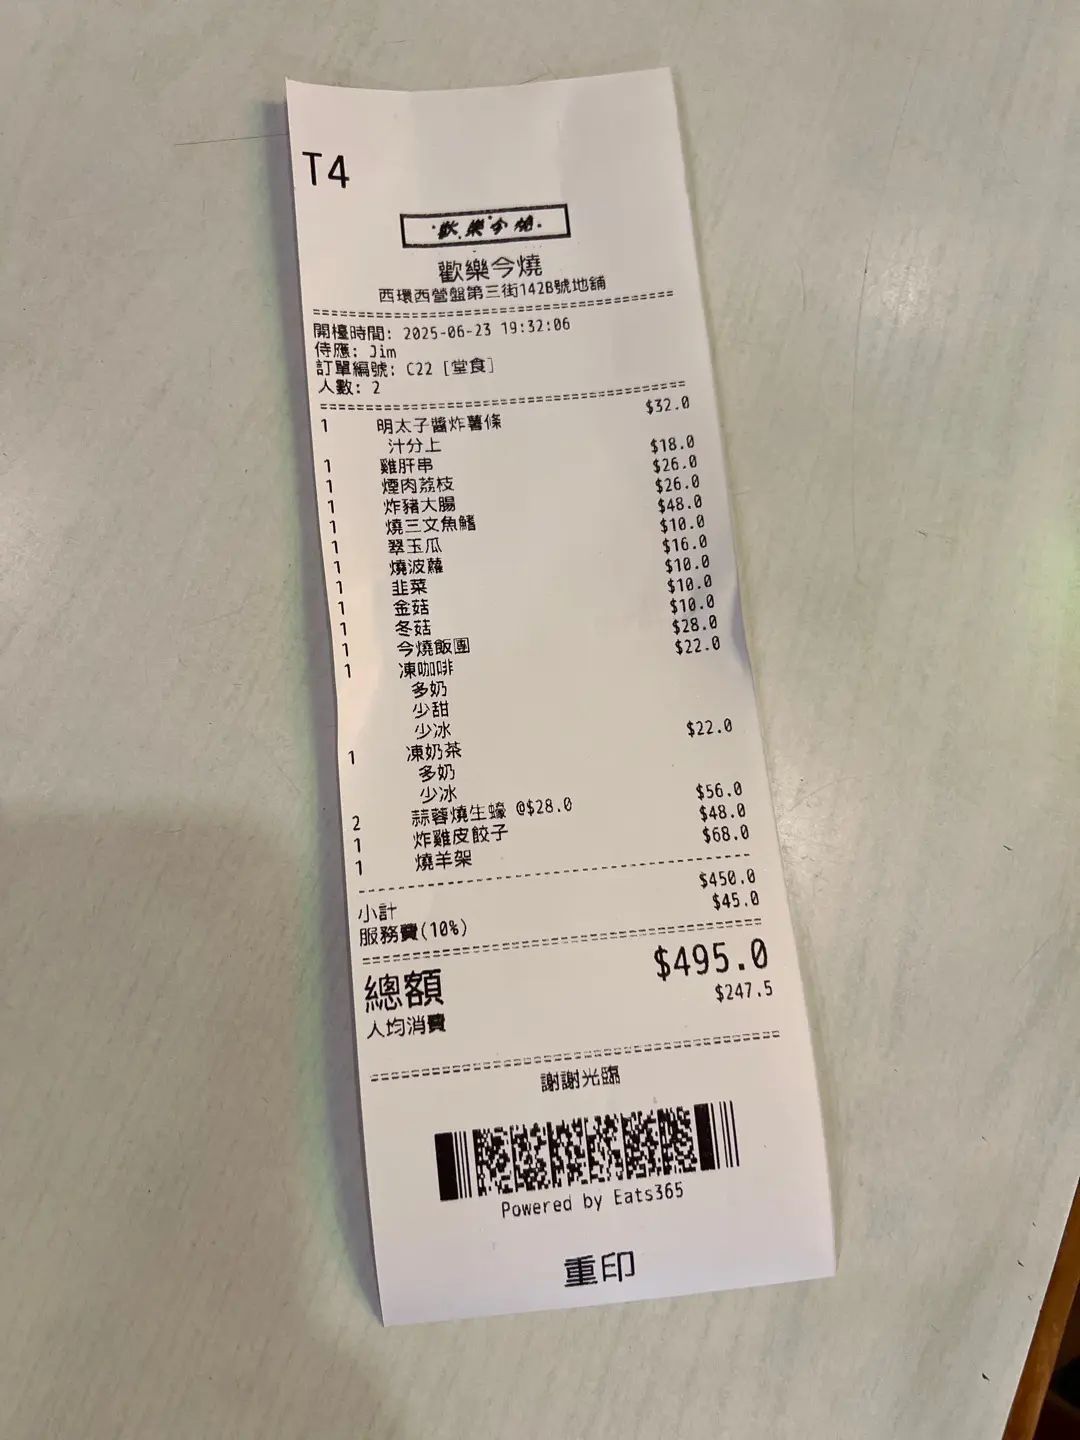 T4
歡樂今燒
歡樂今燒
西環西營盤第三街142B號地舖
開檯時間: 2025-06-23 19:32:06
侍應: Jim
訂單編號: C22 [堂食]
人數: 2
1 明太子醬炸薯條 $32.0
汁分上
1 雞肝串 $18.0
1 煙肉荔枝 $26.0
1 炸豬大腸 $26.0
1 燒三文魚鰭 $48.0
1 翠玉瓜 $10.0
1 燒波蘿 $16.0
1 韭菜 $10.0
1 金菇 $10.0
1 冬菇 $10.0
1 今燒飯團 $28.0
1 凍咖啡 $22.0
多奶
少甜
少冰
1 凍奶茶 $22.0
多奶
少冰
2 蒜蓉燒生蠔 @$28.0 $56.0
1 炸雞皮餃子 $48.0
1 燒羊架 $68.0
小計 $450.0
服務費(10%) $45.0
總額 $495.0
人均消費 $247.5
謝謝光臨
Powered by Eats365
重印